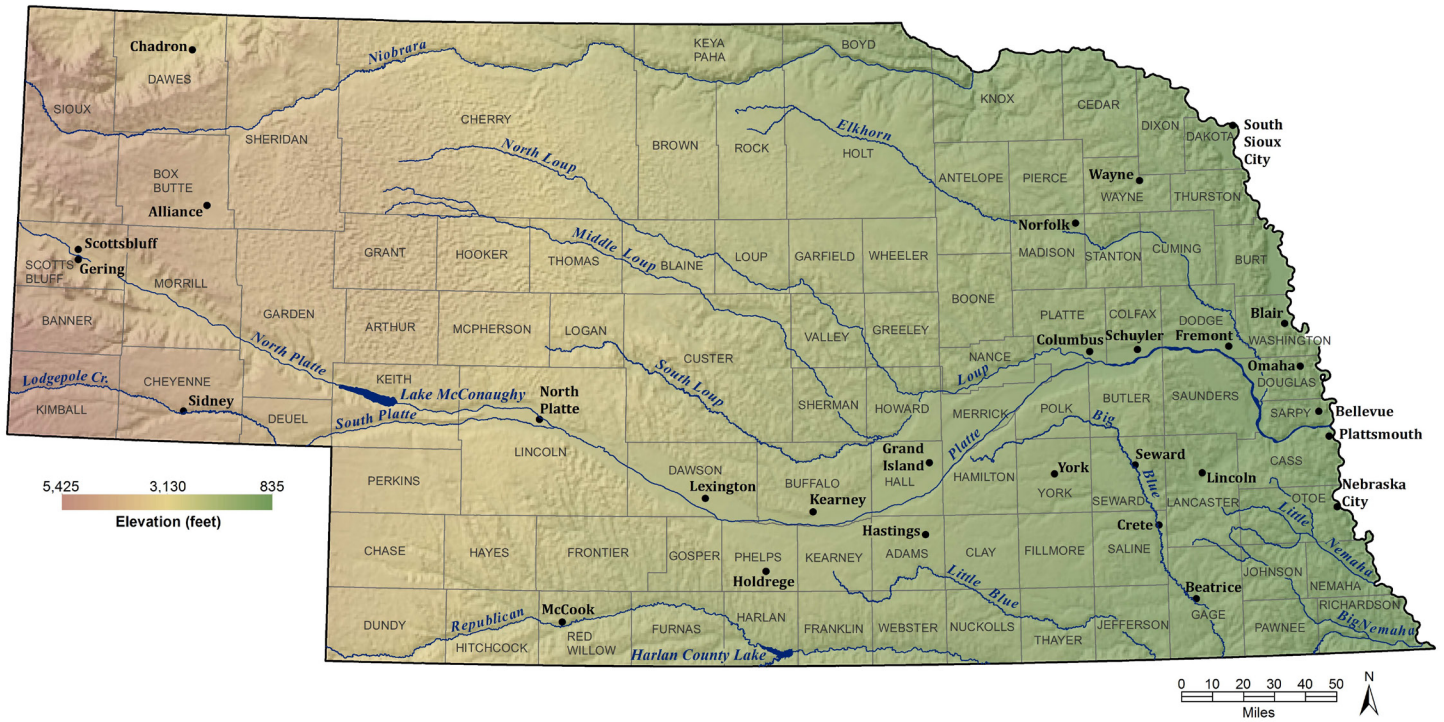 Niobrara
Chadron
DAWES
KEYA
PAHA
BOYD
SIOUX
SHERIDAN
CHERRY
KNOX
CEDAR
DIXON
DAKOTA
South
Sioux
City
Elkhorn
BROWN
ROCK
HOLT
North Loup
BOX
BUTTE
Alliance
ANTELOPE
PIERCE
Wayne
WAYNE
THURSTON
Norfolk
Scottsbluff
Gering
SCOTTS
BLUFF
MORRILL
GRANT
HOOKER
THOMAS
Middle Loup
BLAINE
LOUP
GARFIELD
WHEELER
MADISON
STANTON
CUMING
BURT
BANNER
GARDEN
ARTHUR
MCPHERSON
LOGAN
CUSTER
VALLEY
GREELEY
BOONE
PLATTE
COLFAX
DODGE
Blair
WASHINGTON
North Platte
Columbus
Schuyler
Fremont
NANCE
Loup
Omaha
DOUGLAS
Lodgepole Cr.
CHEYENNE
KEITH
Lake McConaughy
South Loup
KIMBALL
Sidney
DEUEL
South Platte
North
Platte
SHERMAN
HOWARD
MERRICK
POLK
BUTLER
SAUNDERS
SARPY
Bellevue
Plattsmouth
Big
Blue
Platte
LINCOLN
Grand
Island
HALL
HAMILTON
York
YORK
Seward
SEWARD
Lincoln
LANCASTER
CASS
OTOE
Nebraska
City
PERKINS
DAWSON
Lexington
BUFFALO
Kearney
5,425
3,130
835
Elevation (feet)
CHASE
HAYES
FRONTIER
GOSPER
PHELPS
Holdrege
KEARNEY
Hastings
ADAMS
CLAY
FILLMORE
Crete
SALINE
Little
Nemaha
JOHNSON
NEMAHA
Little Blue
Beatrice
GAGE
RICHARDSON
DUNDY
Republican
HITCHCOCK
McCook
RED
WILLOW
FURNAS
HARLAN
Harlan County Lake
FRANKLIN
WEBSTER
NUCKOLLS
THAYER
JEFFERSON
PAWNEE
BigNemaha
0 10 20 30 40 50
Miles
N